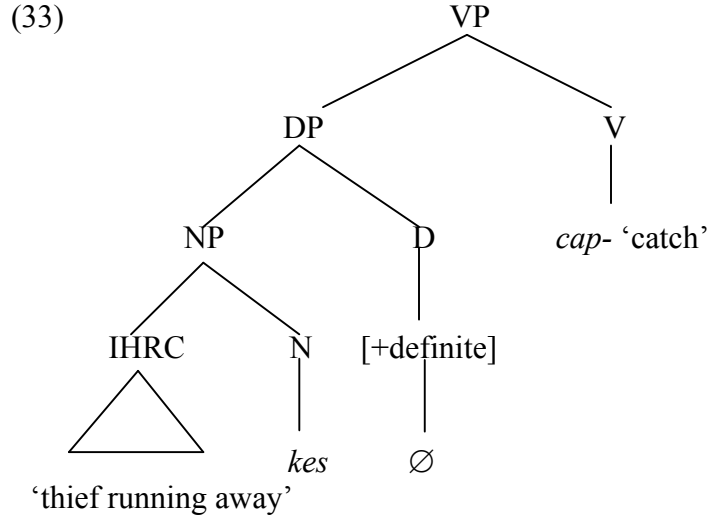 (33)
VP
DP V
NP D cap- ‘catch’
IHRC N [+definite]
kes ∅
‘thief running away’